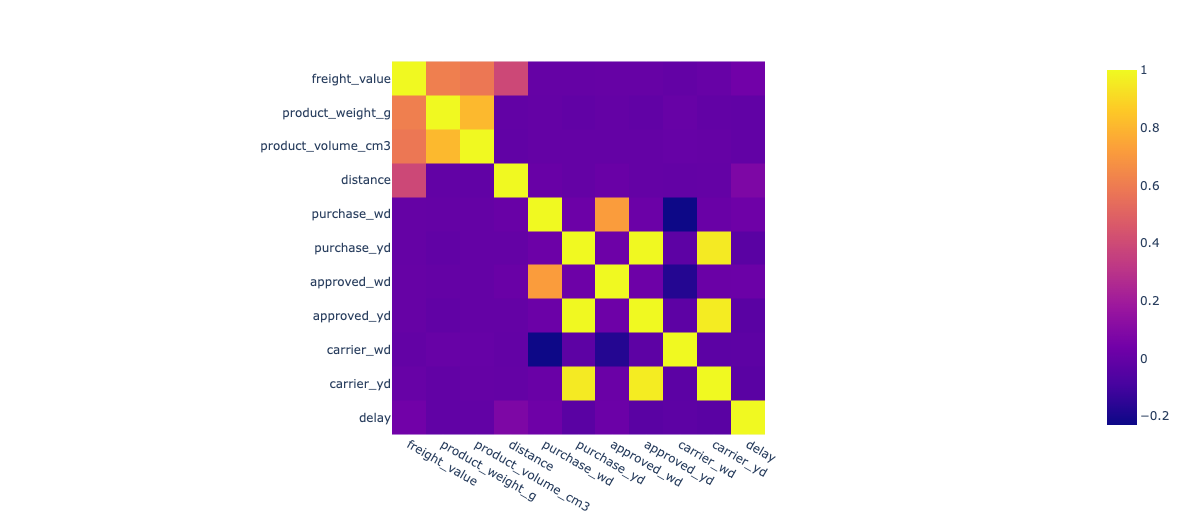 freight_value
product_weight_g
product_volume_cm3
distance
purchase_wd
purchase_yd
approved_wd
approved_yd
carrier_wd
carrier_yd
delay
freight_value
product_weight_g
product_volume_cm3
distance
purchase_wd
purchase_yd
approved_wd
approved_yd
carrier_wd
carrier_yd
delay
1
0.8
0.6
0.4
0.2
0
−0.2